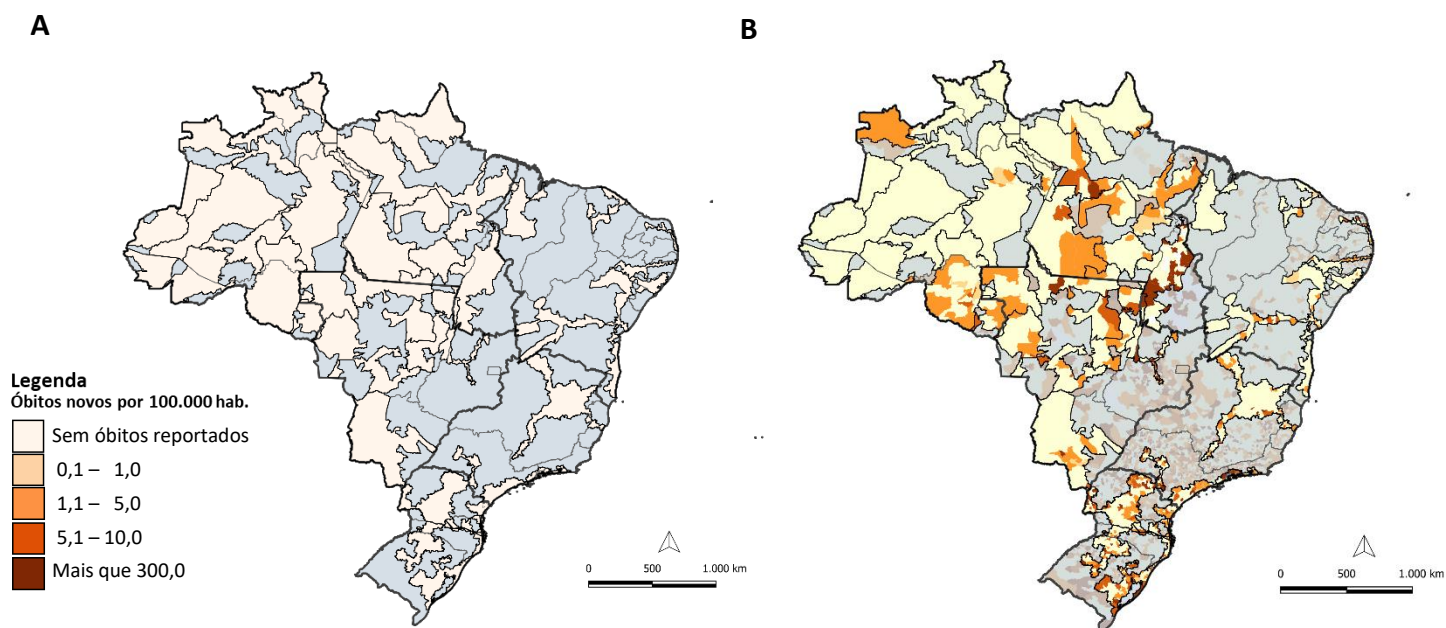 A
B
Legenda
Óbitos novos por 100.000 hab.
Sem óbitos reportados
0,1 – 1,0
1,1 – 5,0
5,1 – 10,0
Mais que 300,0
0 500 1.000 km
0 500 1.000 km